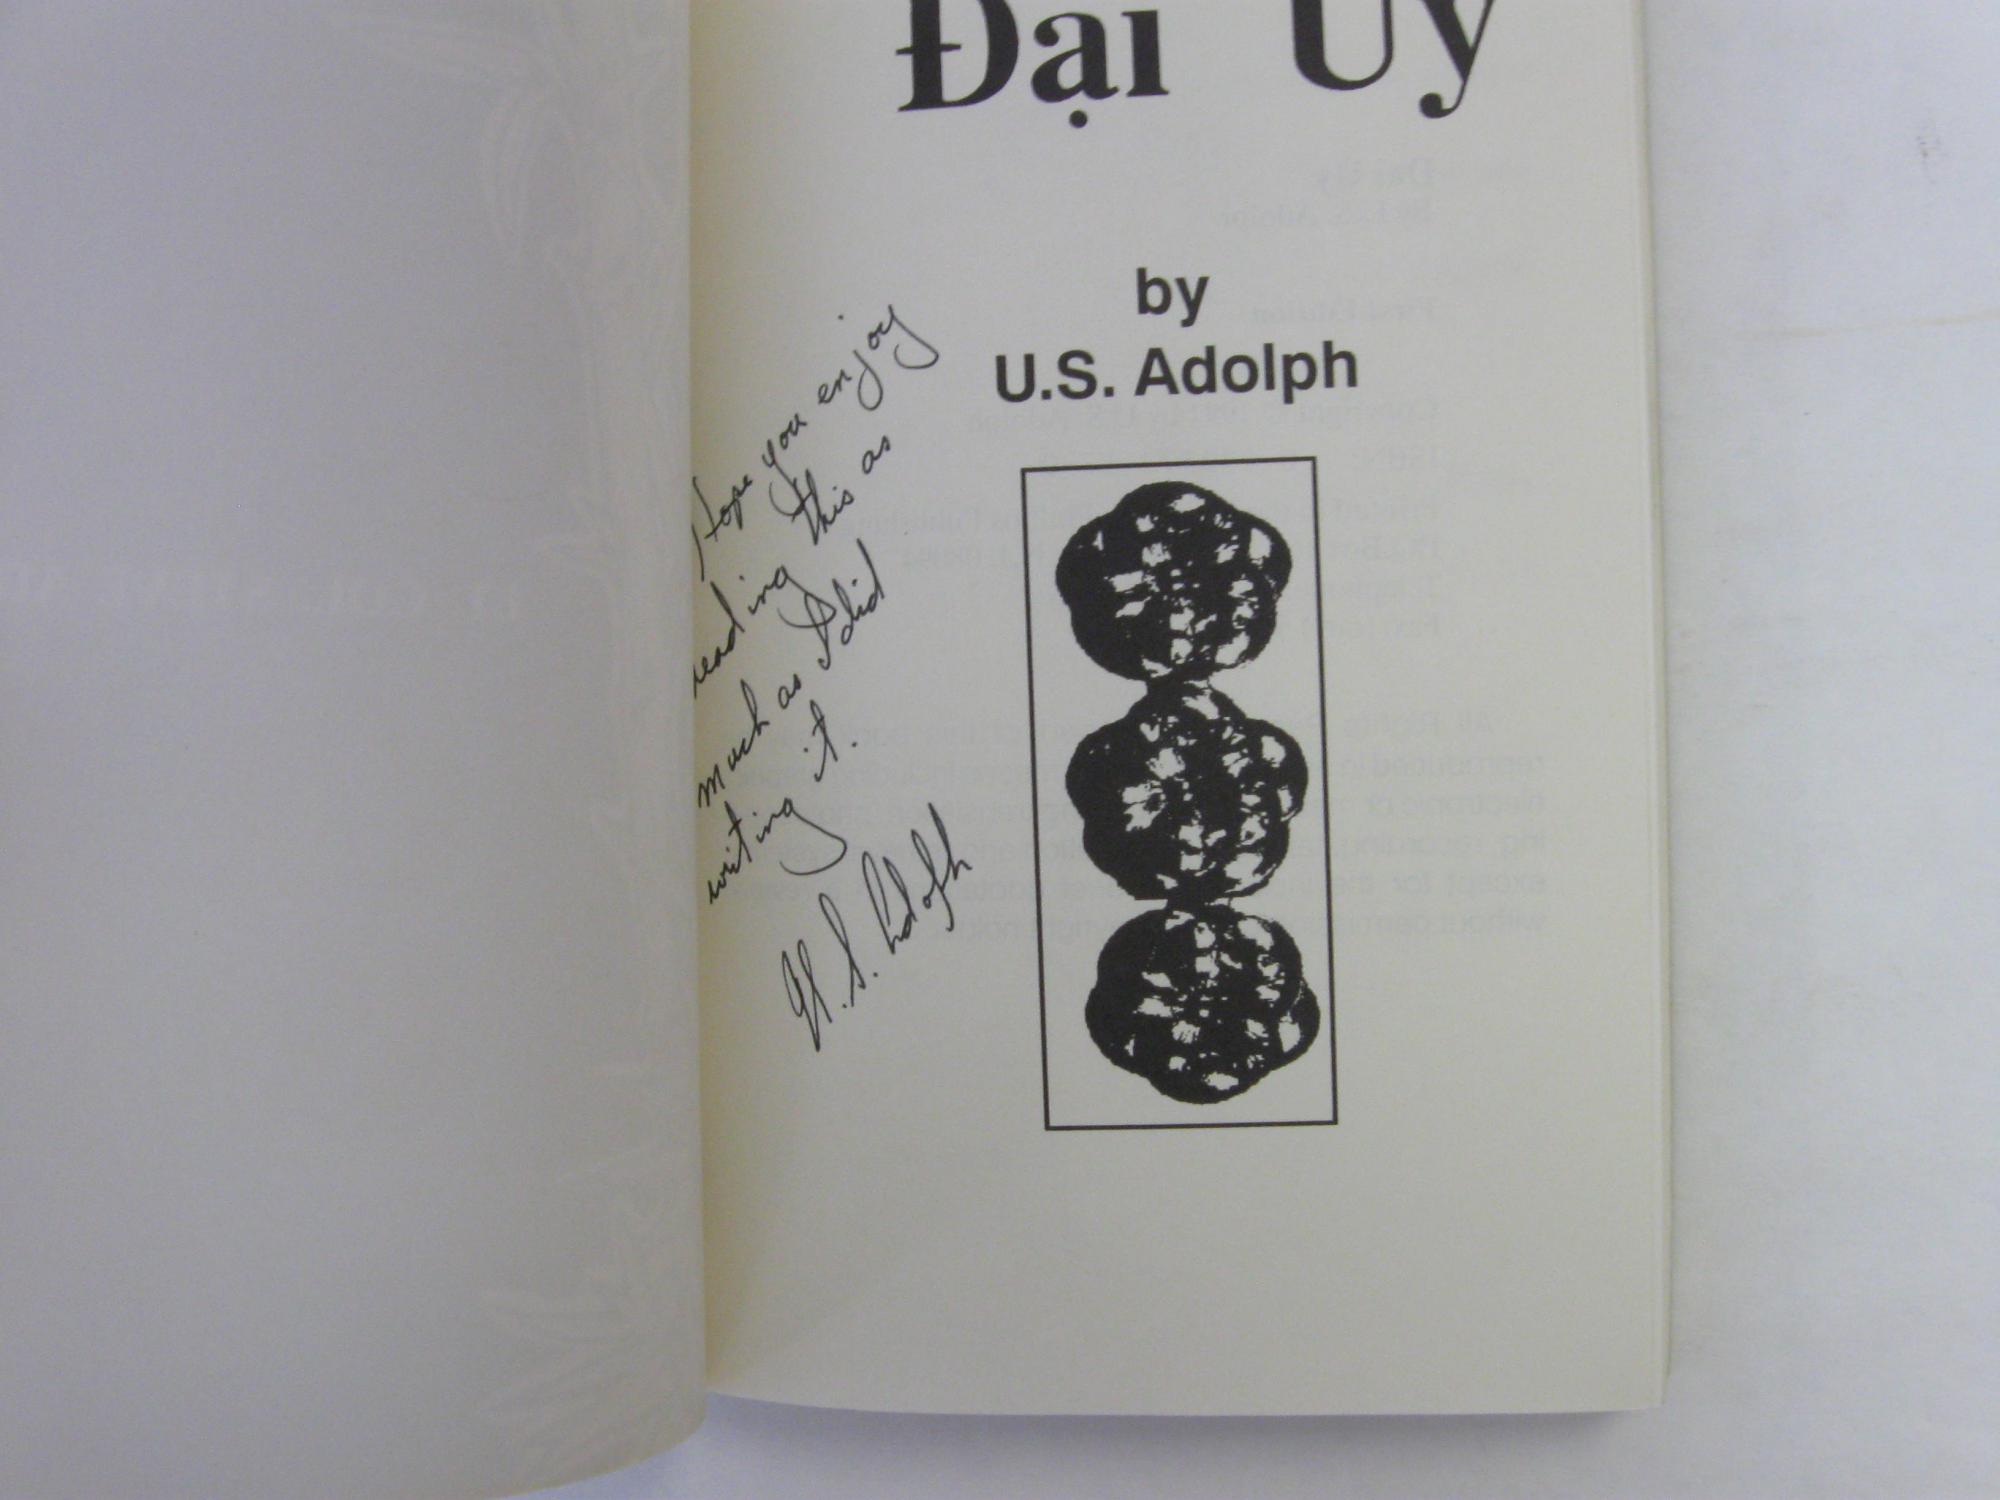 Đại Uy
by
U.S. Adolph
Hope you enjoy
reading this as
much as I did
writing it.
U.S. Adolph